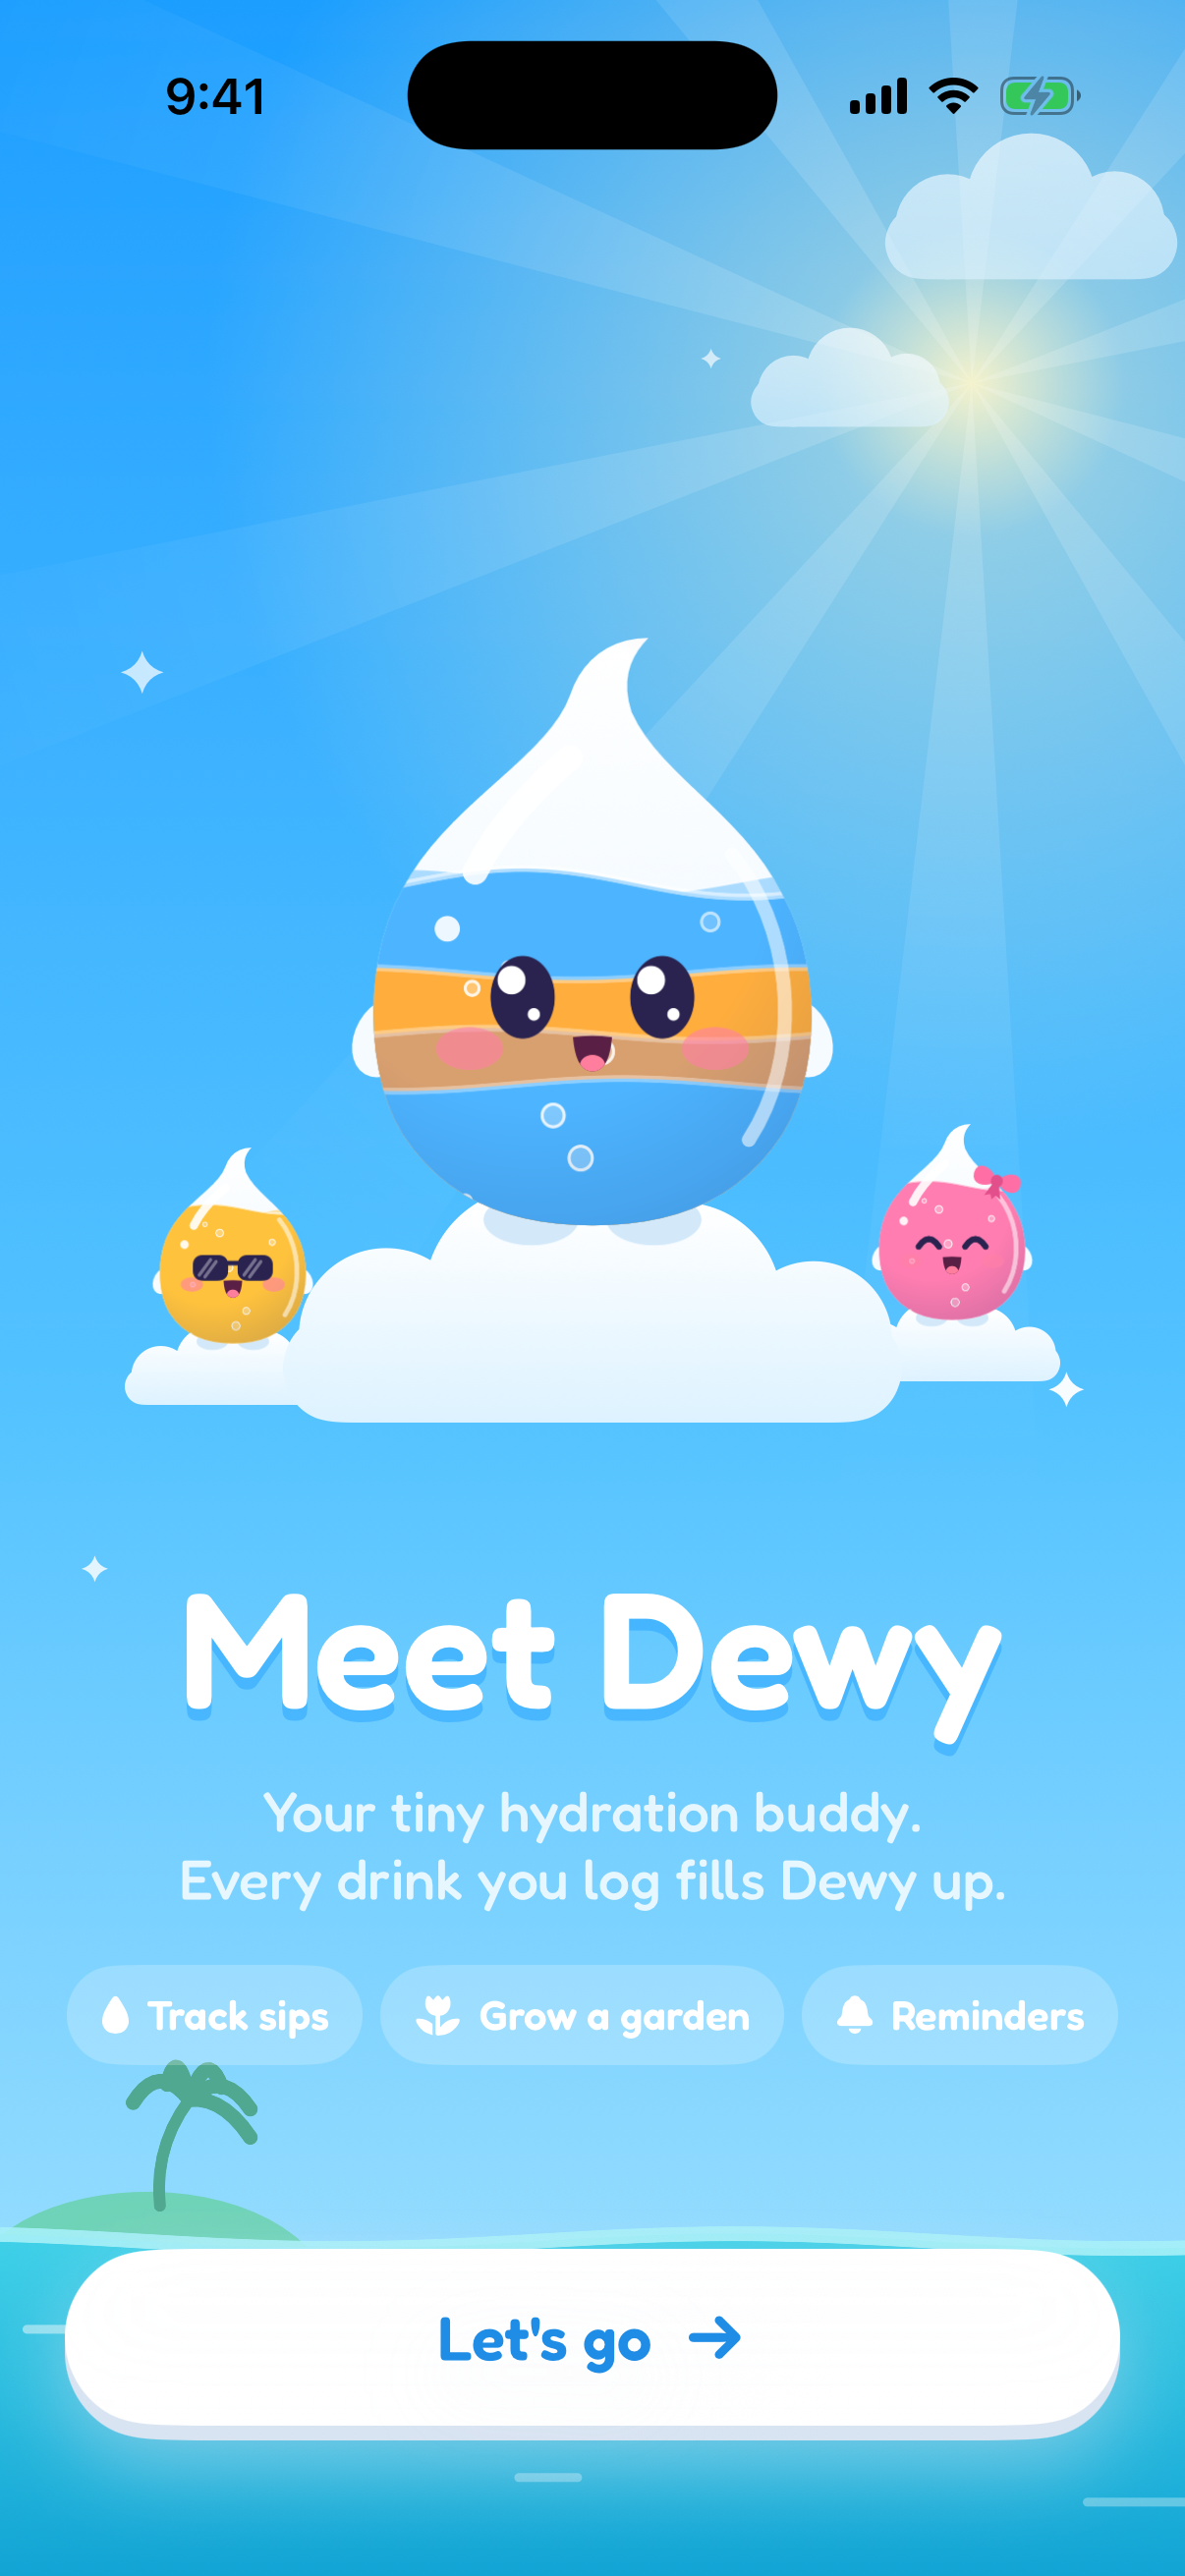 9:41
Meet Dewy
Your tiny hydration buddy.
Every drink you log fills Dewy up.
Track sips
Grow a garden
Reminders
Let's go